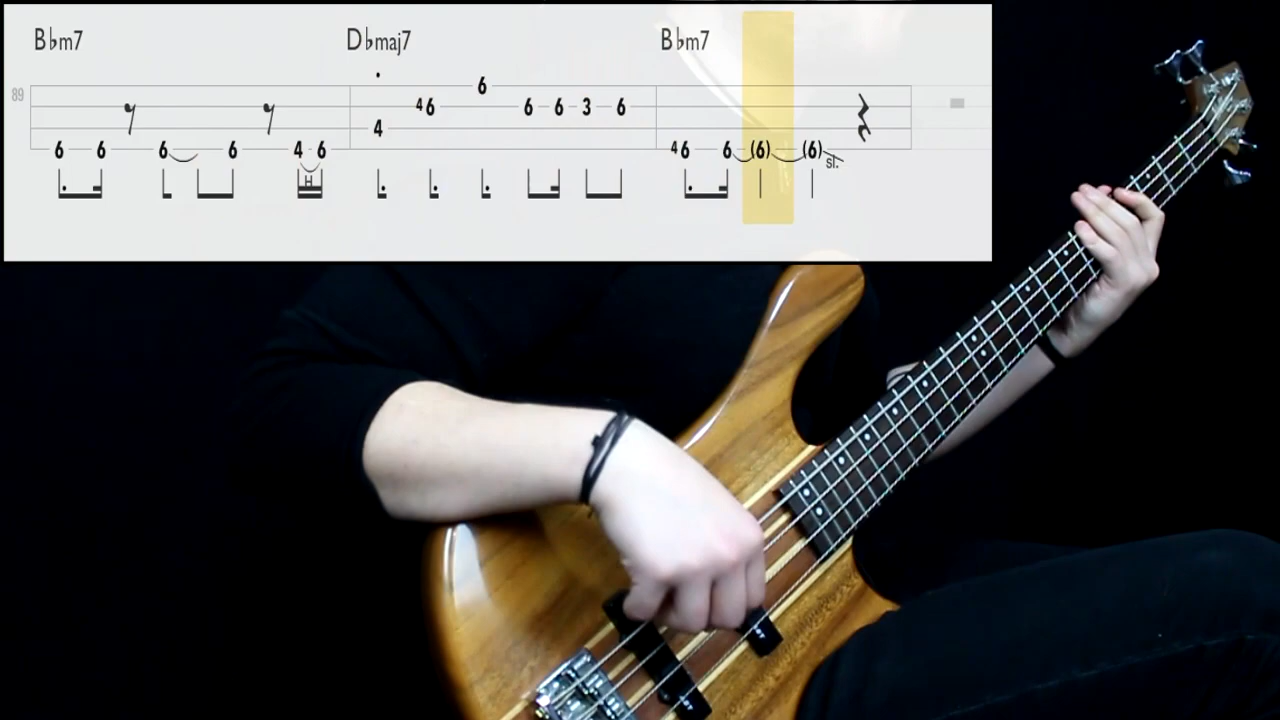 B♭m7 D♭maj7 B♭m7
89
6
4 6 6 6 3 6
4
6 6 6 6 4 6 4 6 6 (6) (6)
sl.
H